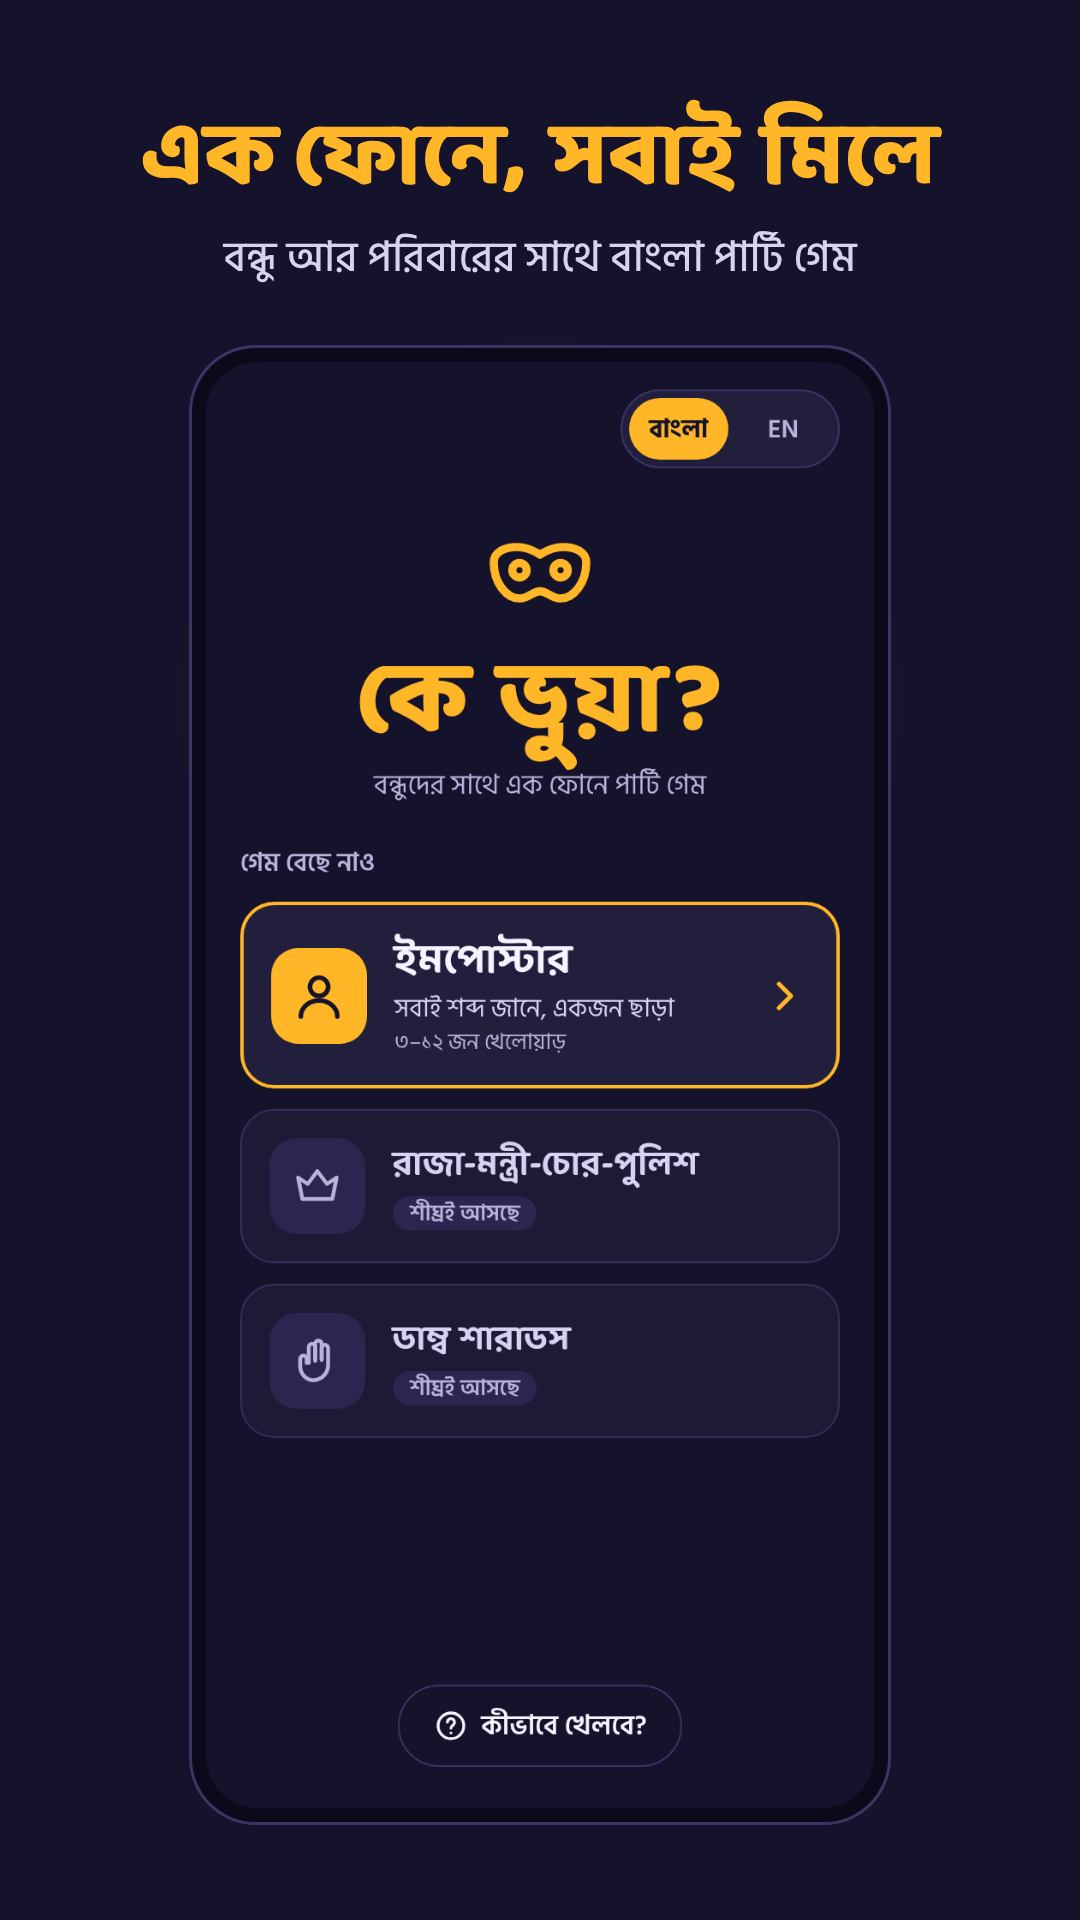 এক ফোনে, সবাই মিলে
বন্ধু আর পরিবারের সাথে বাংলা পার্টি গেম
বাংলা EN
কে ভুয়া?
বন্ধুদের সাথে এক ফোনে পার্টি গেম
গেম বেছে নাও
ইমপোস্টার
সবাই শব্দ জানে, একজন ছাড়া
৩–১২ জন খেলোয়াড়
রাজা-মন্ত্রী-চোর-পুলিশ
শীঘ্রই আসছে
ডাম্ব শারাডস
শীঘ্রই আসছে
কীভাবে খেলবে?